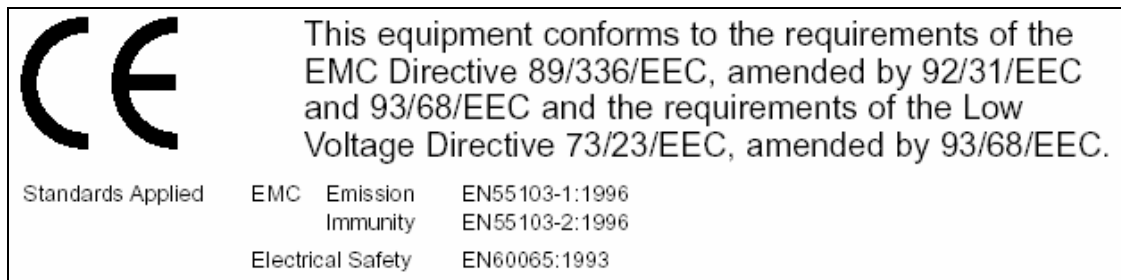 CE
This equipment conforms to the requirements of the
EMC Directive 89/336/EEC, amended by 92/31/EEC
and 93/68/EEC and the requirements of the Low
Voltage Directive 73/23/EEC, amended by 93/68/EEC.
Standards Applied EMC Emission EN55103-1:1996
Immunity EN55103-2:1996
Electrical Safety EN60065:1993